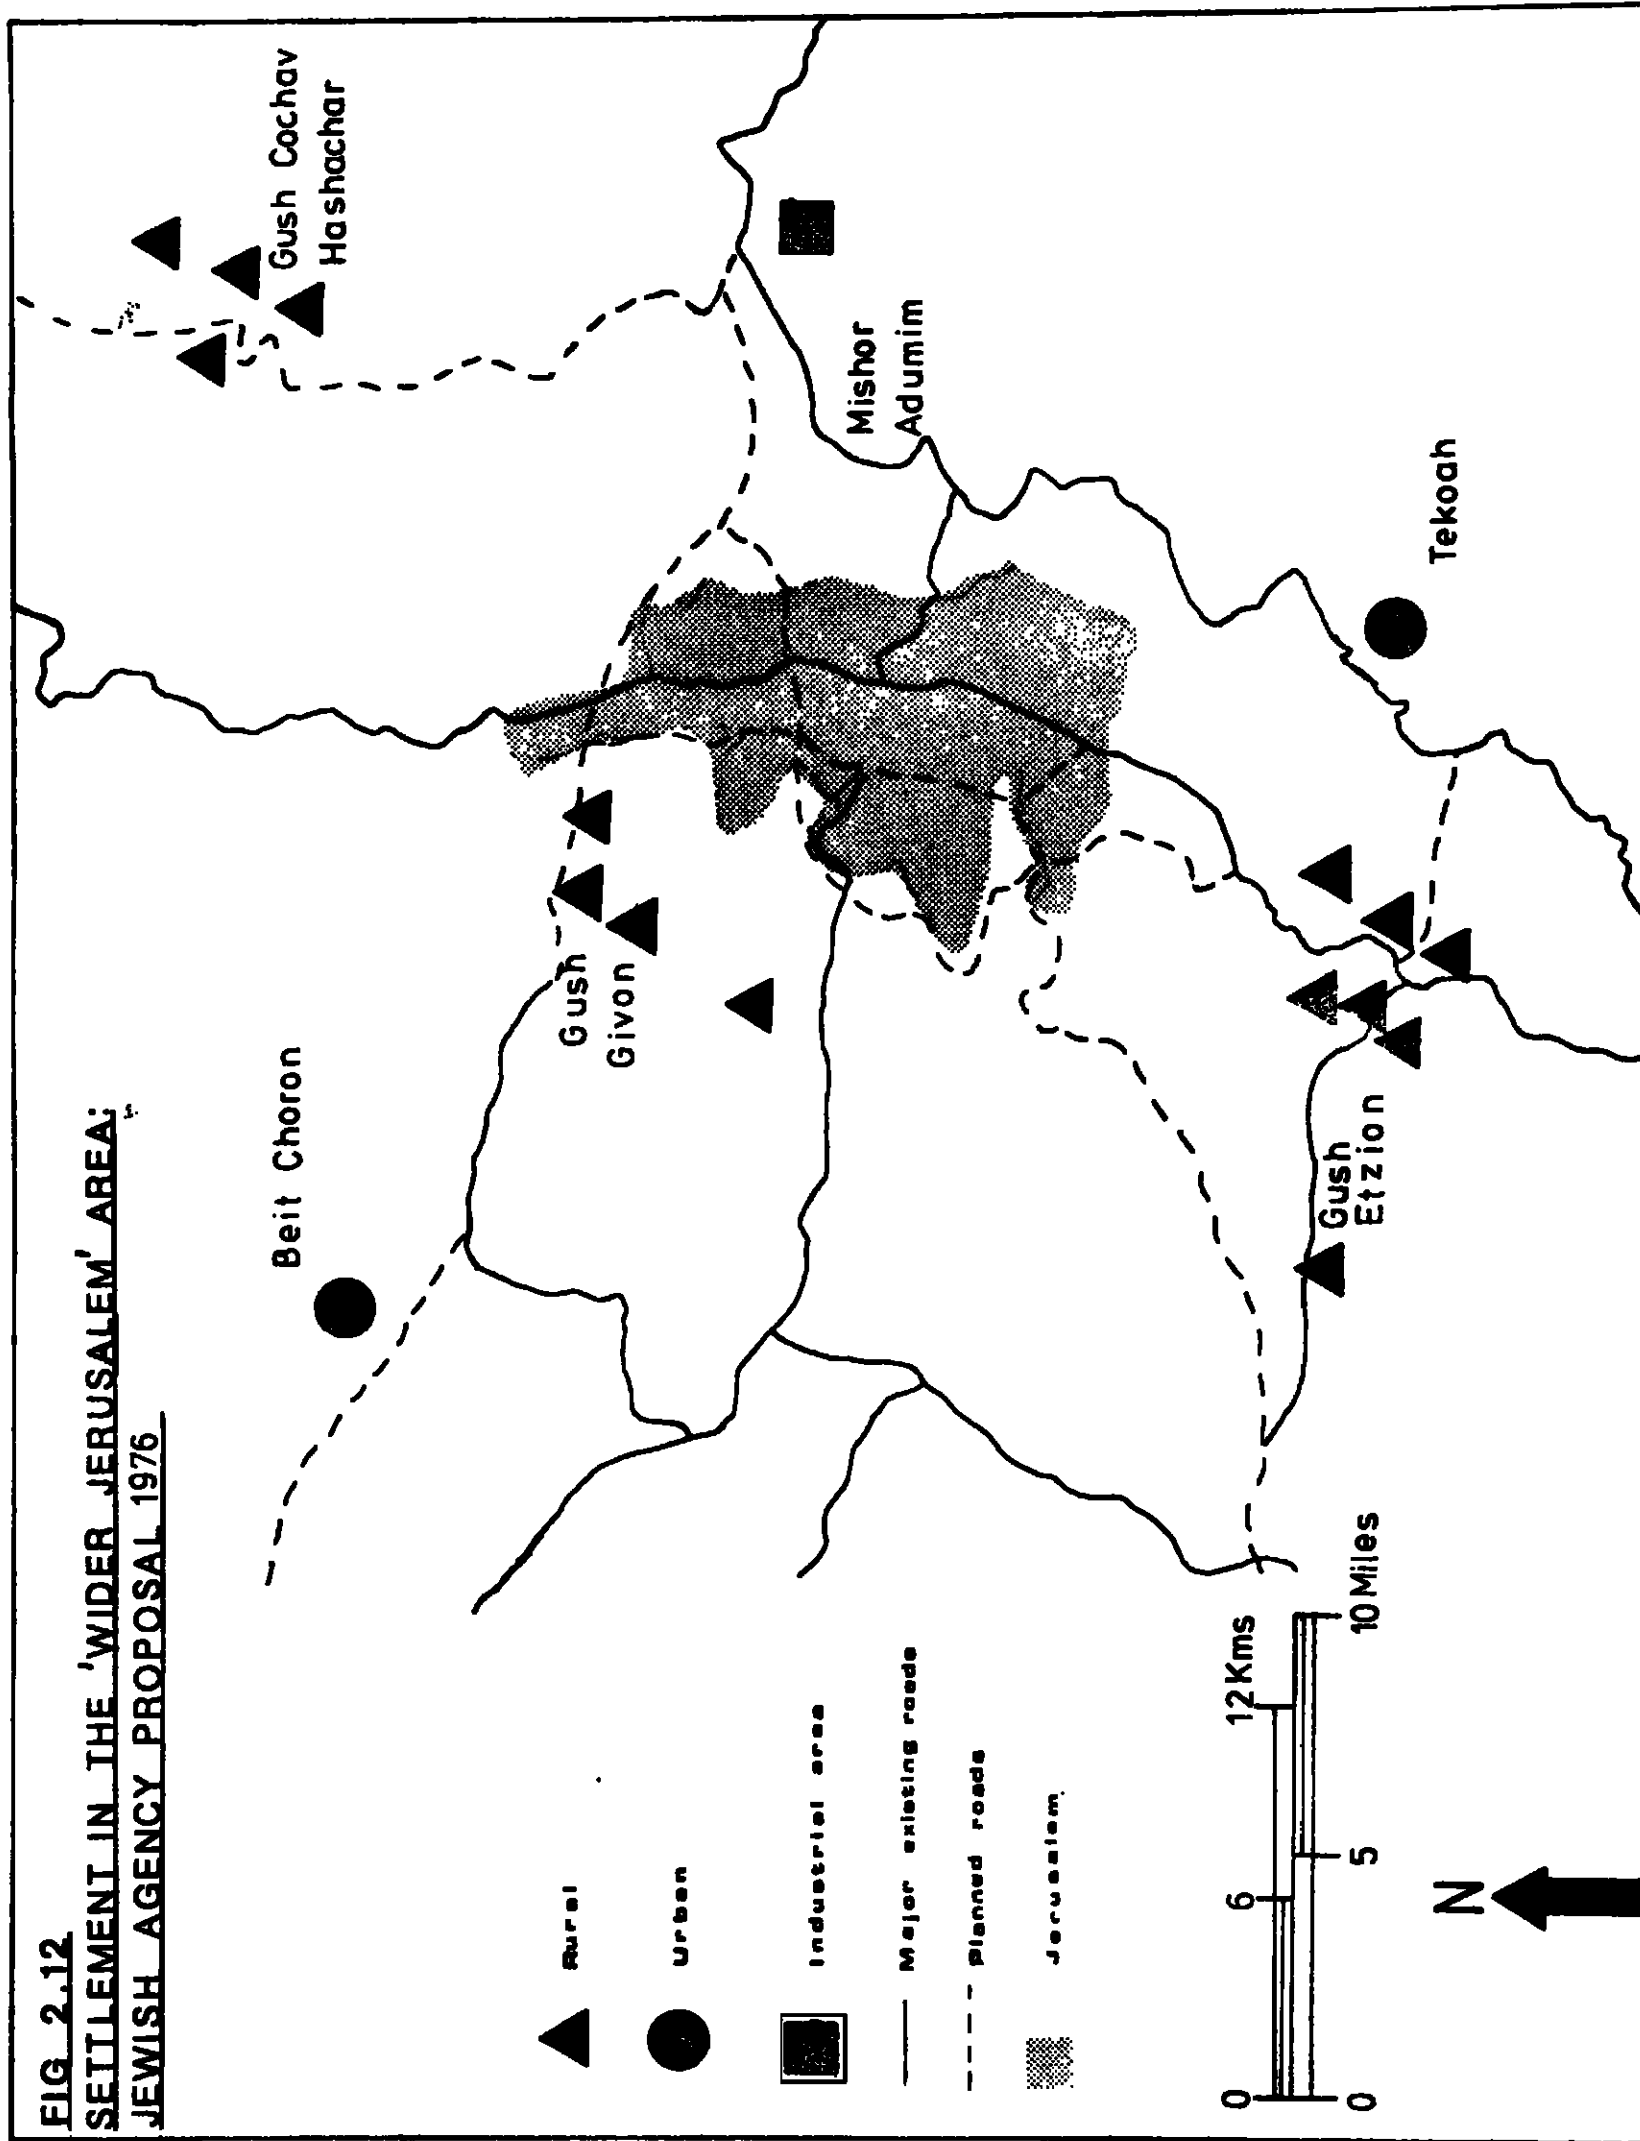 FIG 2.12
SETTLEMENT IN THE 'WIDER JERUSALEM' AREA:
JEWISH AGENCY PROPOSAL 1976
Beit Choron
Gush Cochav
Hashachar
Gush
Givon
Mishor
Adumim
Tekoah
Gush
Etzion
Rural
Urban
Industrial area
Major existing roads
Planned roads
Jerusalem
0 6 12 Kms
0 5 10 Miles
N